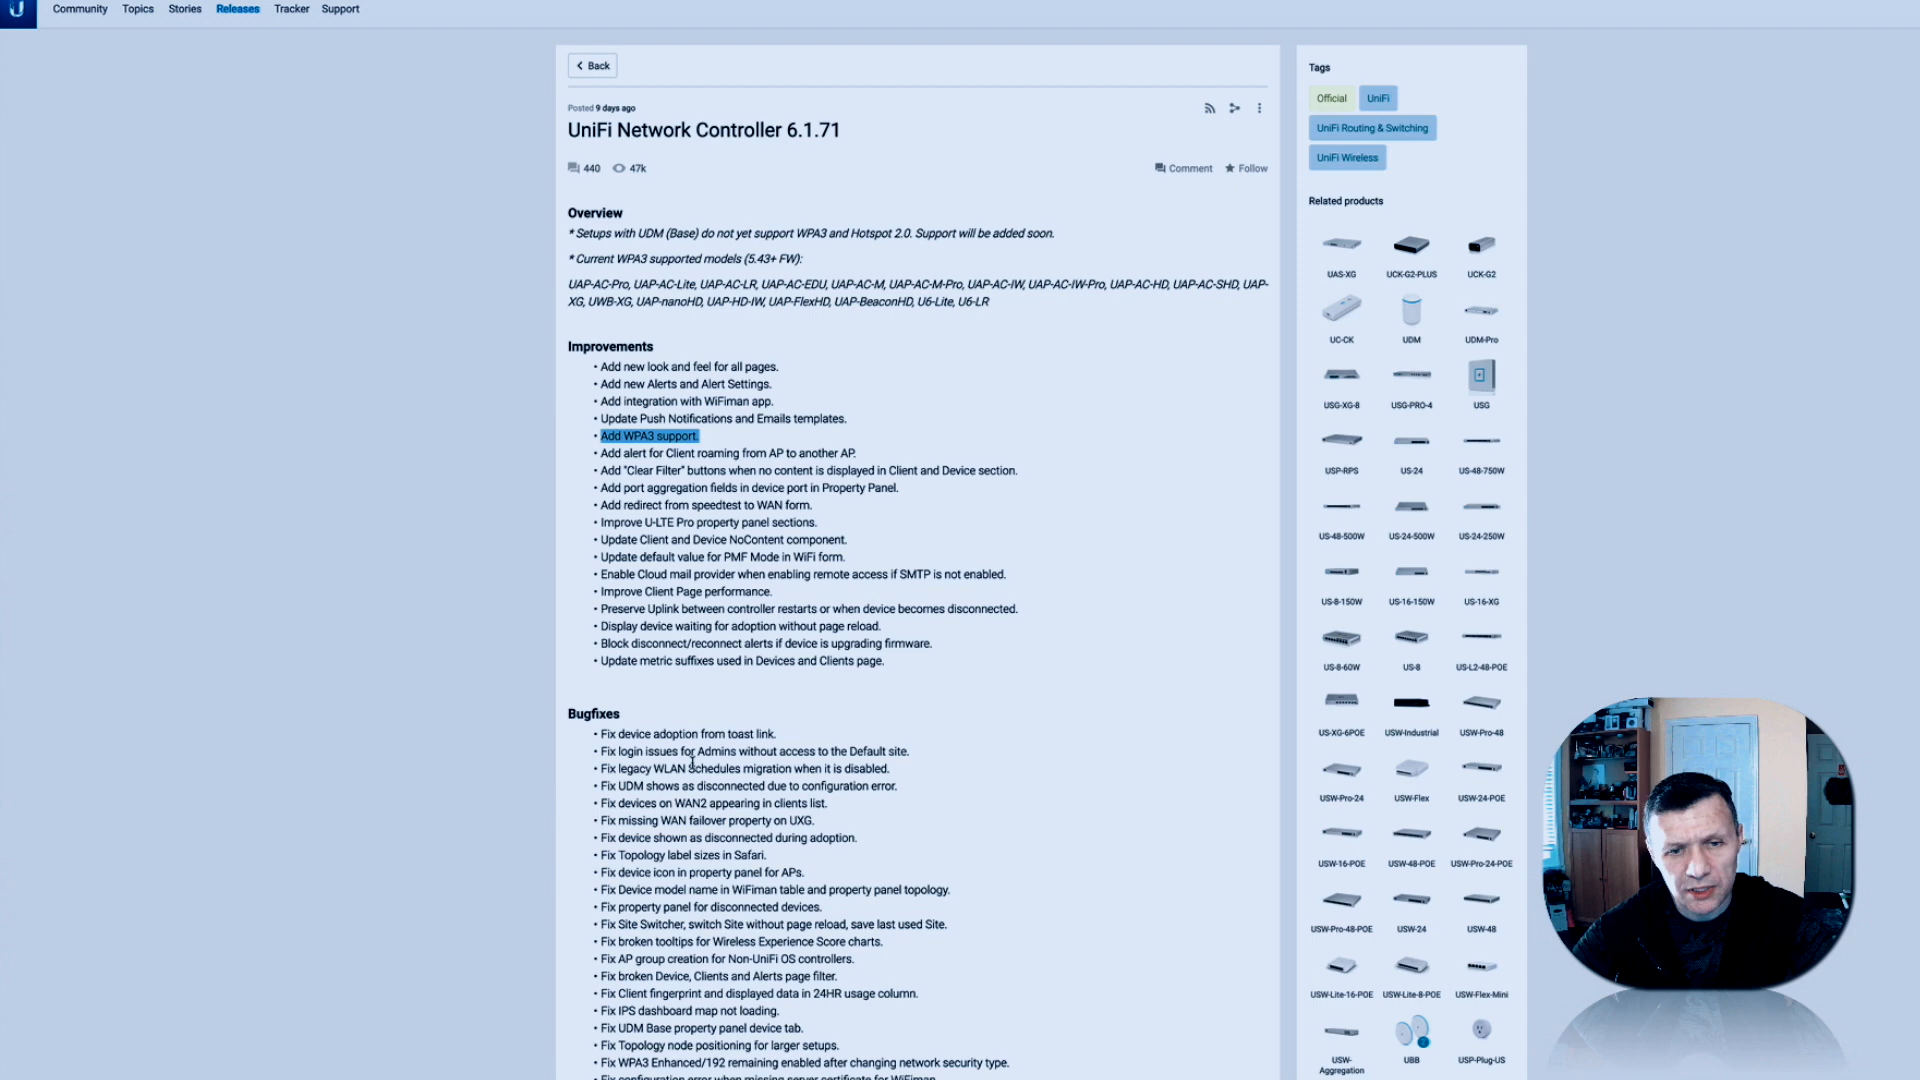 U
Community Topics Stories Releases Tracker Support
Back
Posted 9 days ago
UniFi Network Controller 6.1.71
440 47k
Comment Follow
Overview
* Setups with UDM (Base) do not yet support WPA3 and Hotspot 2.0. Support will be added soon.
* Current WPA3 supported models (5.43+ FW):
UAP-AC-Pro, UAP-AC-Lite, UAP-AC-LR, UAP-AC-EDU, UAP-AC-M, UAP-AC-M-Pro, UAP-AC-IW, UAP-AC-IW-Pro, UAP-AC-HD, UAP-AC-SHD, UAP-
XG, UWB-XG, UAP-nanoHD, UAP-HD-IW, UAP-FlexHD, UAP-BeaconHD, U6-Lite, U6-LR
Improvements
• Add new look and feel for all pages.
• Add new Alerts and Alert Settings.
• Add integration with WiFiman app.
• Update Push Notifications and Emails templates.
• Add WPA3 support.
• Add alert for Client roaming from AP to another AP.
• Add "Clear Filter" buttons when no content is displayed in Client and Device section.
• Add port aggregation fields in device port in Property Panel.
• Add redirect from speedtest to WAN form.
• Improve U-LTE Pro property panel sections.
• Update Client and Device NoContent component.
• Update default value for PMF Mode in WiFi form.
• Enable Cloud mail provider when enabling remote access if SMTP is not enabled.
• Improve Client Page performance.
• Preserve Uplink between controller restarts or when device becomes disconnected.
• Display device waiting for adoption without page reload.
• Block disconnect/reconnect alerts if device is upgrading firmware.
• Update metric suffixes used in Devices and Clients page.
Bugfixes
• Fix device adoption from toast link.
• Fix login issues for Admins without access to the Default site.
• Fix legacy WLAN Schedules migration when it is disabled.
• Fix UDM shows as disconnected due to configuration error.
• Fix devices on WAN2 appearing in clients list.
• Fix missing WAN failover property on UXG.
• Fix device shown as disconnected during adoption.
• Fix Topology label sizes in Safari.
• Fix device icon in property panel for APs.
• Fix Device model name in WiFiman table and property panel topology.
• Fix property panel for disconnected devices.
• Fix Site Switcher, switch Site without page reload, save last used Site.
• Fix broken tooltips for Wireless Experience Score charts.
• Fix AP group creation for Non-UniFi OS controllers.
• Fix broken Device, Clients and Alerts page filter.
• Fix Client fingerprint and displayed data in 24HR usage column.
• Fix IPS dashboard map not loading.
• Fix UDM Base property panel device tab.
• Fix Topology node positioning for larger setups.
• Fix WPA3 Enhanced/192 remaining enabled after changing network security type.
• Fix configuration error when missing server certificate for WiFiman.
Tags
Official UniFi
UniFi Routing & Switching
UniFi Wireless
Related products
UAS-XG UCK-G2-PLUS UCK-G2
UC-CK UDM UDM-Pro
USG-XG-8 USG-PRO-4 USG
USP-RPS US-24 US-48-750W
US-48-500W US-24-500W US-24-250W
US-8-150W US-16-150W US-16-XG
US-8-60W US-8 US-L2-48-POE
US-XG-6POE USW-Industrial USW-Pro-48
USW-Pro-24 USW-Flex USW-24-POE
USW-16-POE USW-48-POE USW-Pro-24-POE
USW-Pro-48-POE USW-24 USW-48
USW-Lite-16-POE USW-Lite-8-POE USW-Flex-Mini
USW-
Aggregation UBB USP-Plug-US